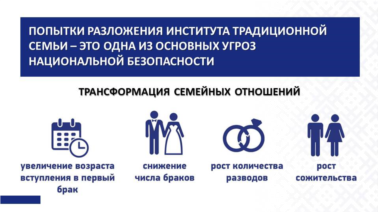 ПОПЫТКИ РАЗЛОЖЕНИЯ ИНСТИТУТА ТРАДИЦИОННОЙ
СЕМЬИ – ЭТО ОДНА ИЗ ОСНОВНЫХ УГРОЗ
НАЦИОНАЛЬНОЙ БЕЗОПАСНОСТИ
ТРАНСФОРМАЦИЯ СЕМЕЙНЫХ ОТНОШЕНИЙ
увеличение возраста
вступления в первый
брак
снижение
числа браков
рост количества
разводов
рост
сожительства